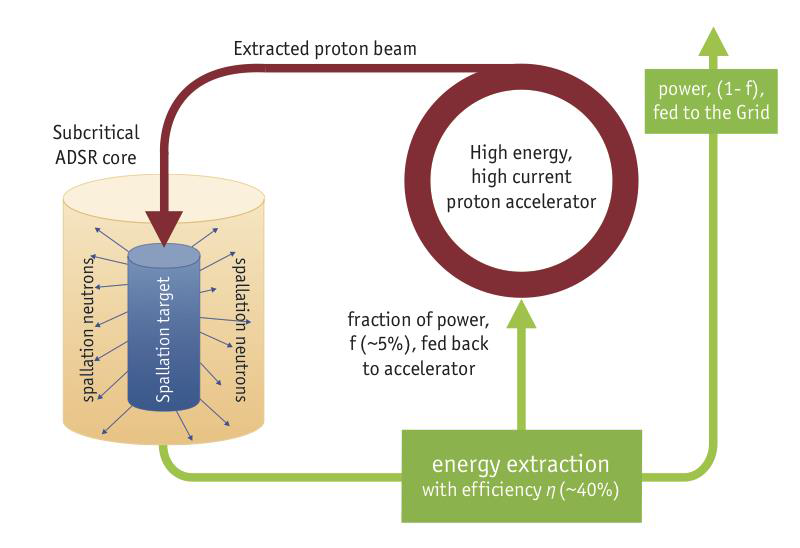 Extracted proton beam
power, (1- f),
fed to the Grid
Subcritical
ADSR core
High energy,
high current
proton accelerator
spallation neutrons
Spallation target
spallation neutrons
fraction of power,
f (~5%), fed back
to accelerator
energy extraction
with efficiency η (~40%)